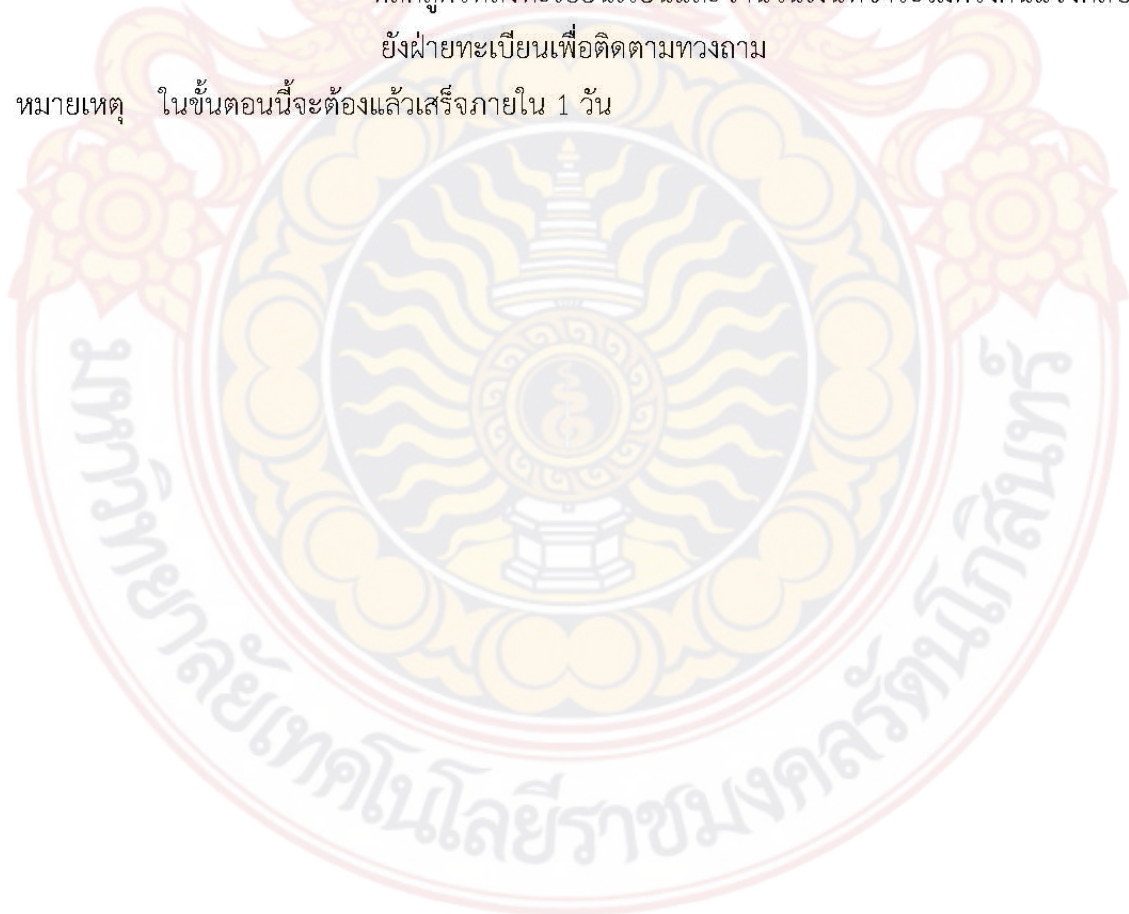 ยังฝ่ายทะเบียนเพื่อติดตามทวงถาม
หมายเหตุ ในขั้นตอนนี้จะต้องแล้วเสร็จภายใน 1 วัน
มหาวิทยาลัยเทคโนโลยีราชมงคลรัตนโกสินทร์